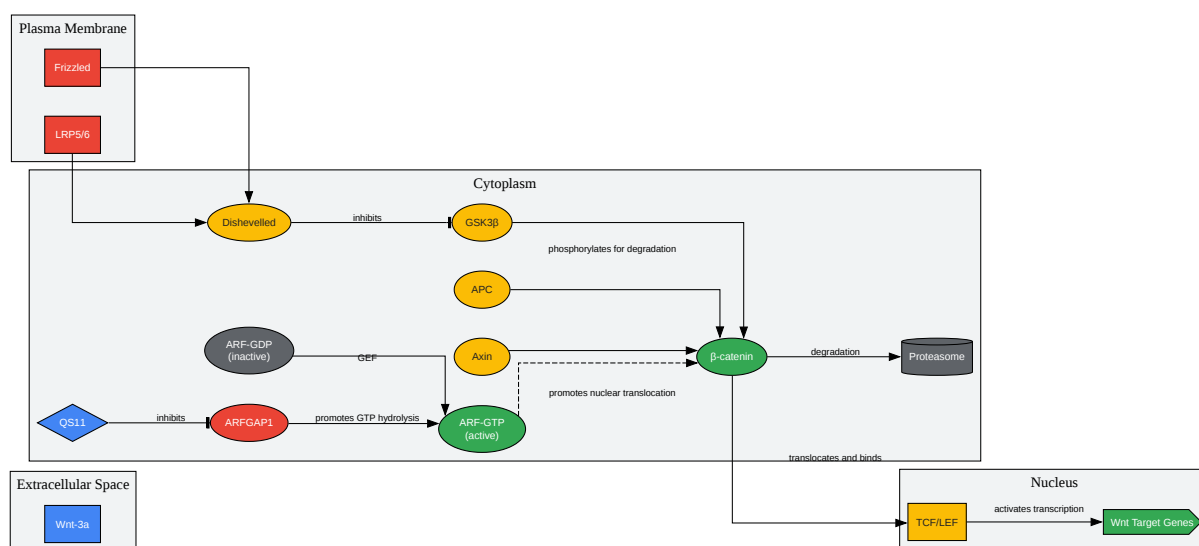 Plasma Membrane
Frizzled
LRP5/6
Cytoplasm
Dishevelled
inhibits
GSK3β
phosphorylates for degradation
APC
ARF-GDP
(inactive)
GEF
Axin
β-catenin
degradation
Proteasome
promotes nuclear translocation
QS11
inhibits
ARFGAP1
promotes GTP hydrolysis
ARF-GTP
(active)
translocates and binds
Extracellular Space
Wnt-3a
Nucleus
TCF/LEF
activates transcription
Wnt Target Genes